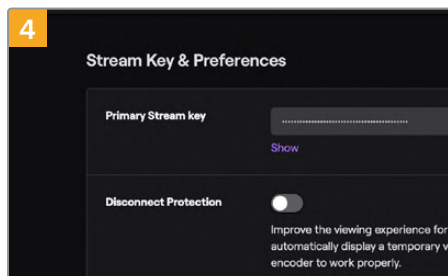 4
Stream Key & Preferences
Primary Stream key
Show
Disconnect Protection
Improve the viewing experience for
automatically display a temporary v
encoder to work properly.